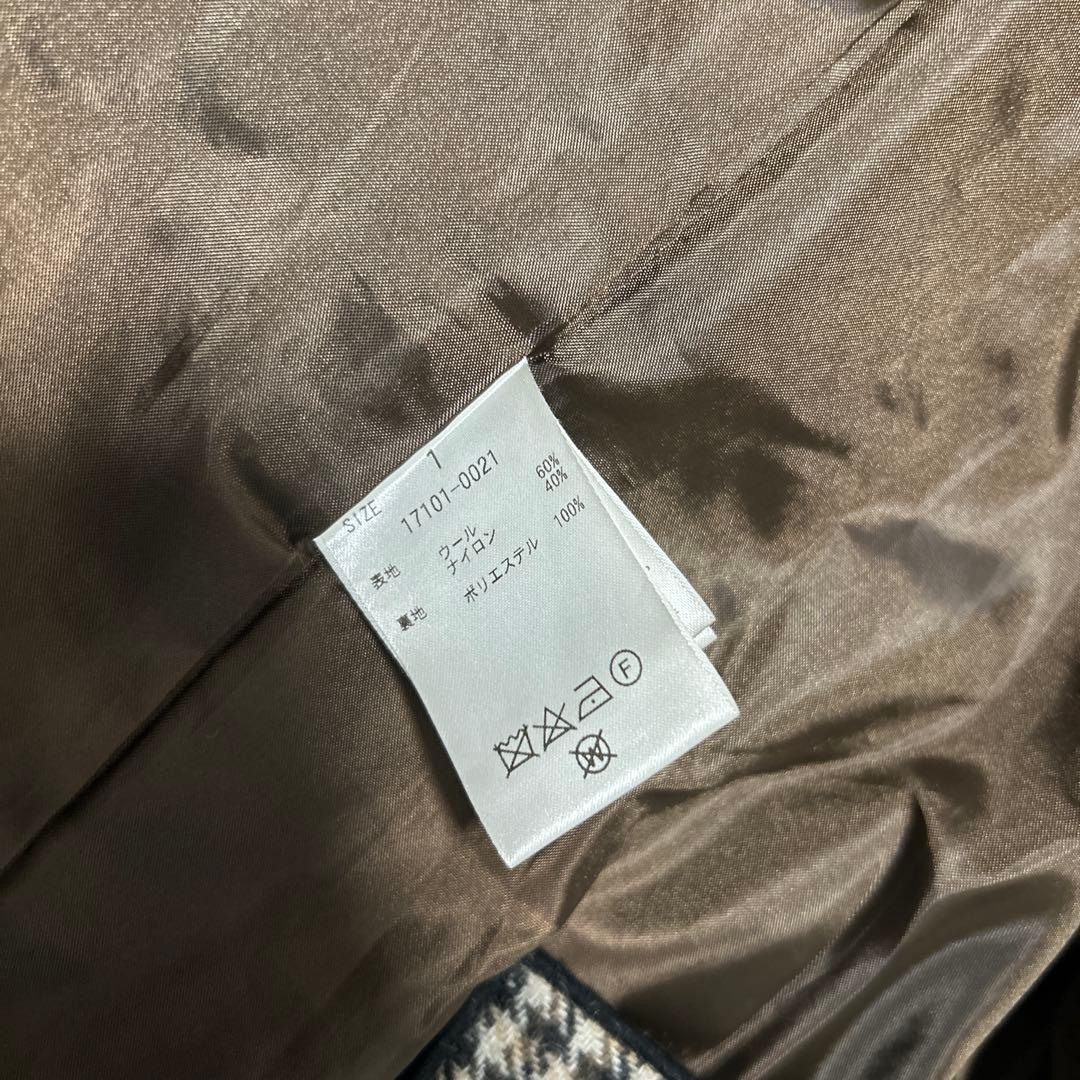 SIZE 1
17101-0021
表地 ウール 60%
ナイロン 40%
裏地 ポリエステル 100%
F
W